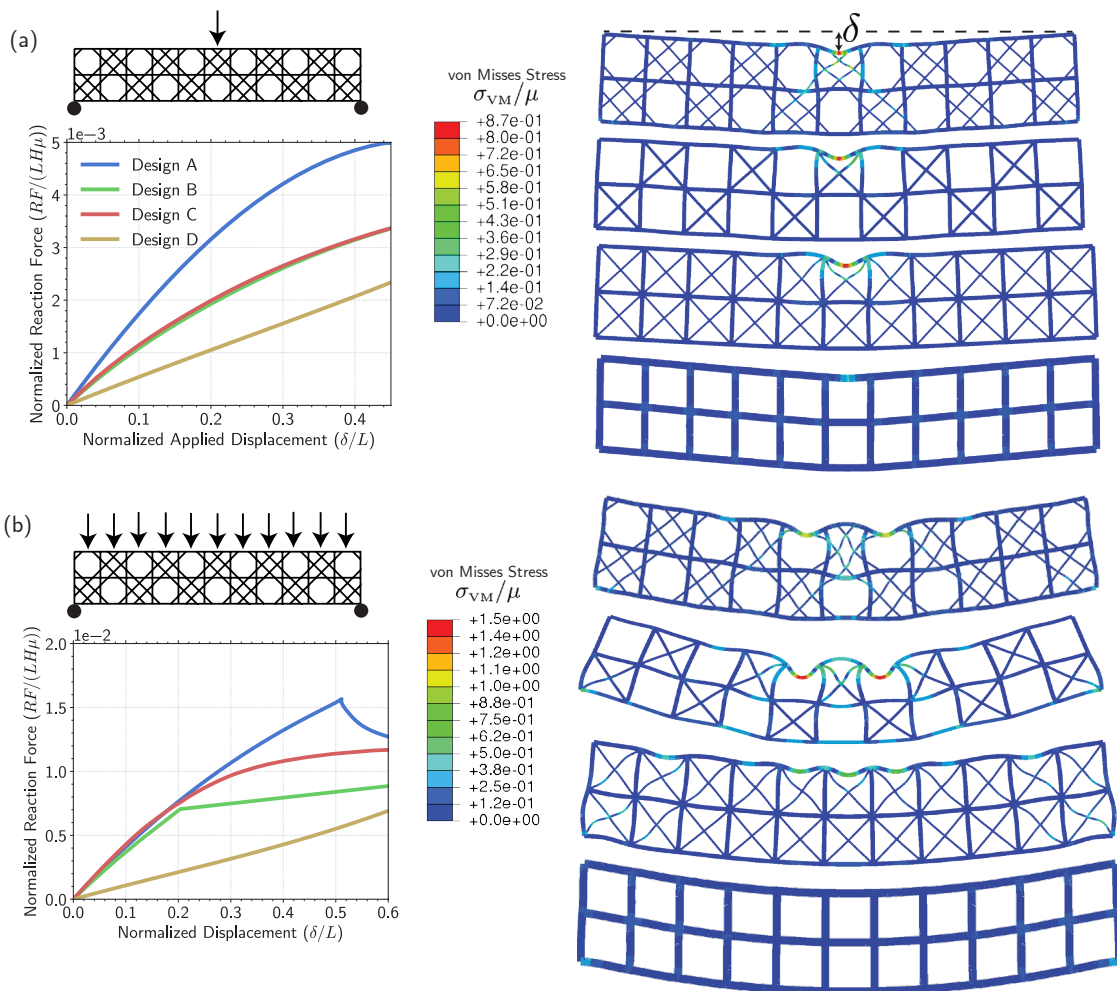 (a)
δ
1e−3
Normalized Reaction Force (RF/(LHμ))
5
4
3
2
1
0
Design A
Design B
Design C
Design D
0.0 0.1 0.2 0.3 0.4
Normalized Applied Displacement (δ/L)
von Misses Stress
σVM/μ
+8.7e-01
+8.0e-01
+7.2e-01
+6.5e-01
+5.8e-01
+5.1e-01
+4.3e-01
+3.6e-01
+2.9e-01
+2.2e-01
+1.4e-01
+7.2e-02
+0.0e+00
(b)
1e−2
Normalized Reaction Force (RF/(LHμ))
2.0
1.5
1.0
0.5
0.0
0.0 0.1 0.2 0.3 0.4 0.5 0.6
Normalized Displacement (δ/L)
von Misses Stress
σVM/μ
+1.5e+00
+1.4e+00
+1.2e+00
+1.1e+00
+1.0e+00
+8.8e-01
+7.5e-01
+6.2e-01
+5.0e-01
+3.8e-01
+2.5e-01
+1.2e-01
+0.0e+00